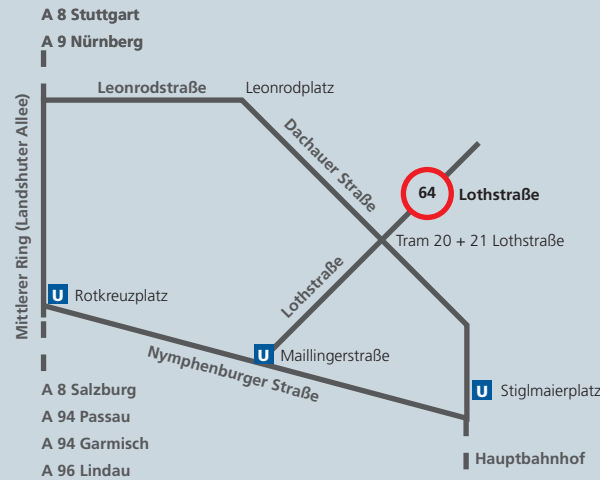 A 8 Stuttgart
A 9 Nürnberg
Leonrodstraße
Leonrodplatz
Mittlerer Ring (Landshuter Allee)
Dachauer Straße
64
Lothstraße
Tram 20 + 21 Lothstraße
Lothstraße
U Rotkreuzplatz
U Maillingerstraße
Nymphenburger Straße
U Stiglmaierplatz
A 8 Salzburg
A 94 Passau
A 94 Garmisch
A 96 Lindau
Hauptbahnhof